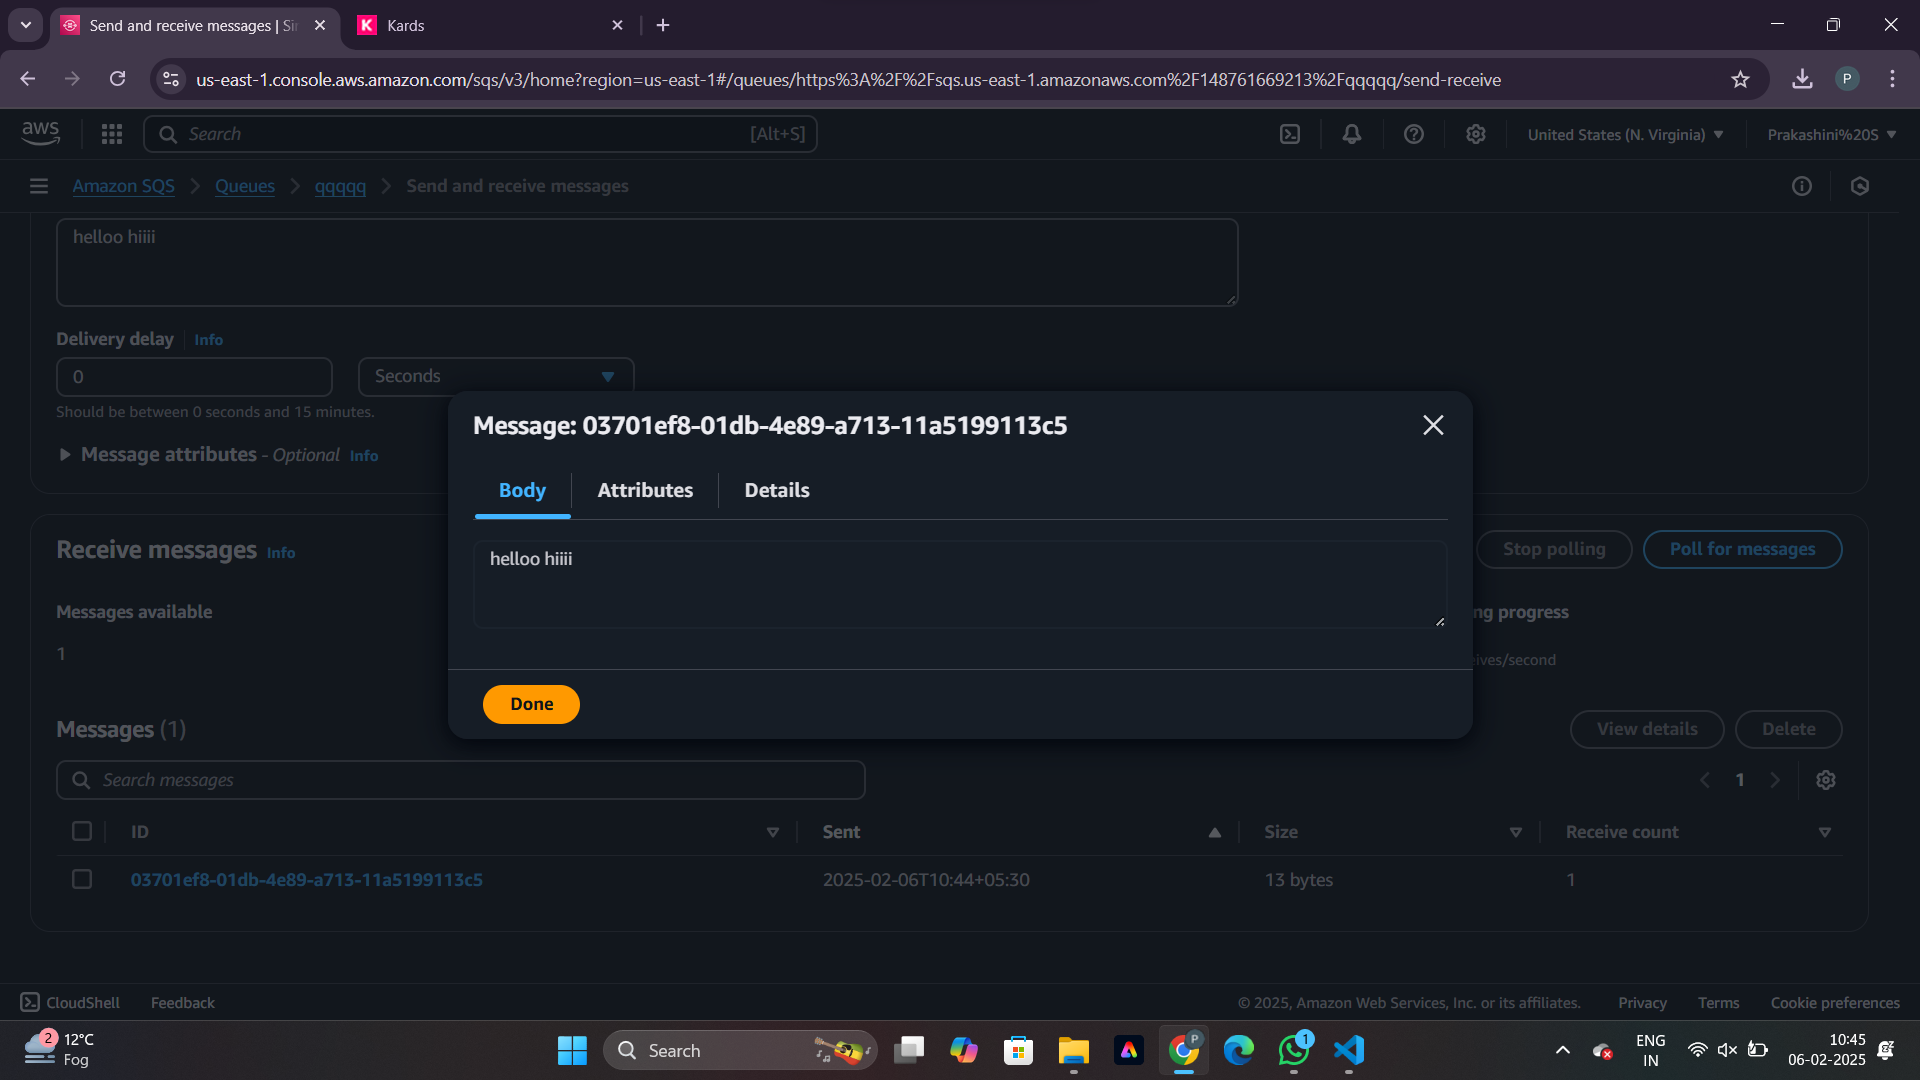 Send and receive messages | Sin
Kards
us-east-1.console.aws.amazon.com/sqs/v3/home?region=us-east-1#/queues/https%3A%2F%2Fsqs.us-east-1.amazonaws.com%2F148761669213%2Fqqqqq/send-receive
P
aws
Search
[Alt+S]
United States (N. Virginia)
Prakashini%20S
Amazon SQS
Queues
qqqqq
Send and receive messages
helloo hiiii
Delivery delay
Info
0
Seconds
Should be between 0 seconds and 15 minutes.
Message attributes - Optional Info
Message: 03701ef8-01db-4e89-a713-11a5199113c5
Body
Attributes
Details
helloo hiiii
Done
Receive messages Info
Stop polling
Poll for messages
Messages available
ng progress
1
eives/second
Messages (1)
View details
Delete
Search messages
1
ID
Sent
Size
Receive count
03701ef8-01db-4e89-a713-11a5199113c5
2025-02-06T10:44+05:30
13 bytes
1
CloudShell
Feedback
© 2025, Amazon Web Services, Inc. or its affiliates.
Privacy
Terms
Cookie preferences
2
12°C
Fog
Search
P
1
ENG
IN
10:45
06-02-2025